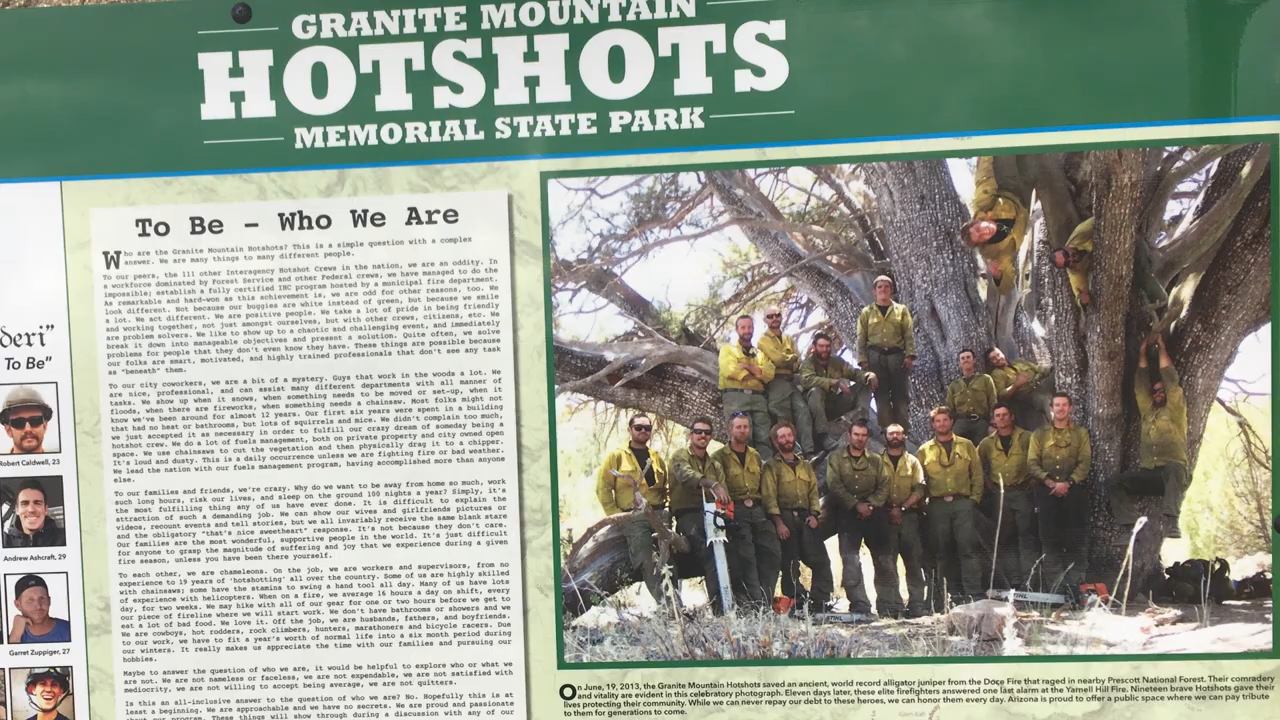 GRANITE MOUNTAIN
HOTSHOTS
MEMORIAL STATE PARK
deri”
To Be”
Robert Caldwell, 23
Andrew Ashcraft, 29
Garret Zuppiger, 27
To Be – Who We Are
Who are the Granite Mountain Hotshots? This is a simple question with a complex
answer. We are many things to many different people.
To our peers, the 111 other Interagency Hotshot Crews in the nation, we are an oddity. In
a workforce dominated by Forest Service and other Federal crews, we have managed to do the
impossible; establish a fully certified IHC program hosted by a municipal fire department.
As remarkable and hard-won as this achievement is, we are odd for other reasons, too. We
look different. Not because our buggies are white instead of green, but because we smile
a lot. We act different. We are positive people. We take a lot of pride in being friendly
and working together, not just amongst ourselves, but with other crews, citizens, etc. We
are problem solvers. We like to show up to a chaotic and challenging event, and immediately
break it down into manageable objectives and present a solution. Quite often, we solve
problems for people that they don't even know they have. These things are possible because
our folks are smart, motivated, and highly trained professionals that don't see any task
as "beneath" them.
To our city coworkers, we are a bit of a mystery. Guys that work in the woods a lot. We
are nice, professional, and can assist many different departments with all manner of
tasks. We show up when it snows, when something needs to be moved or set-up, when it
floods, when there are fireworks, when something needs a chainsaw. Most folks might not
know we've been around for almost 12 years. Our first six years were spent in a building
that had no heat or bathrooms, but lots of squirrels and mice. We didn't complain too much,
we just accepted it as necessary in order to fulfill our crazy dream of someday being a
hotshot crew. We do a lot of fuels management, both on private property and city owned open
space. We use chainsaws to cut the vegetation and then physically drag it to a chipper.
It's loud and dusty. This is a daily occurrence unless we are fighting fire or bad weather.
We lead the nation with our fuels management program, having accomplished more than anyone
else.
To our families and friends, we're crazy. Why do we want to be away from home so much, work
such long hours, risk our lives, and sleep on the ground 100 nights a year? Simply, it's
the most fulfilling thing any of us have ever done. It is difficult to explain the
attraction of such a demanding job. We can show our wives and girlfriends pictures or
videos, recount events and tell stories, but we all invariably receive the same blank stare
and the obligatory "that's nice sweetheart" response. It's not because they don't care.
Our families are the most wonderful, supportive people in the world. It's just difficult
for anyone to grasp the magnitude of suffering and joy that we experience during a given
fire season, unless you have been there yourself.
To each other, we are chameleons. On the job, we are workers and supervisors, from no
experience to 19 years of 'hotshotting' all over the country. Some of us are highly skilled
with chainsaws; some have the stamina to swing a hand tool all day. Many of us have lots
of experience with helicopters. When on a fire, we average 16 hours a day on shift, every
day, for two weeks. We may hike with all of our gear for one or two hours before we get to
our piece of fireline where we will start work. We don't have bathrooms or showers and we
eat a lot of bad food. We love it. Off the job, we are husbands, fathers, and boyfriends.
We are cowboys, hot rodders, rock climbers, hunters, marathoners and bicycle racers. Due
to our work, we have to fit a year's worth of normal life into a six month period during
our winters. It really makes us appreciate the time with our families and pursuing our
hobbies.
Maybe to answer the question of who we are, it would be helpful to explore who or what we
are not. We are not nameless or faceless, we are not expendable, we are not satisfied with
mediocrity, we are not willing to accept being average, we are not quitters.
Is this an all-inclusive answer to the question of who we are? No. Hopefully this is at
least a beginning. We are approachable and we have no secrets. We are proud and passionate
about our program. These things will show through during a discussion with any of our
STIHL
STIHL
On June, 19, 2013, the Granite Mountain Hotshots saved an ancient, world record alligator juniper from the Doce Fire that raged in nearby Prescott National Forest. Their comradery
and vitality are evident in this celebratory photograph. Eleven days later, these elite firefighters answered one last alarm at the Yarnell Hill Fire. Nineteen brave Hotshots gave their
lives protecting their community. While we can never repay our debt to these heroes, we can honor them every day. Arizona is proud to offer a public space where we can pay tribute
to them for generations to come.